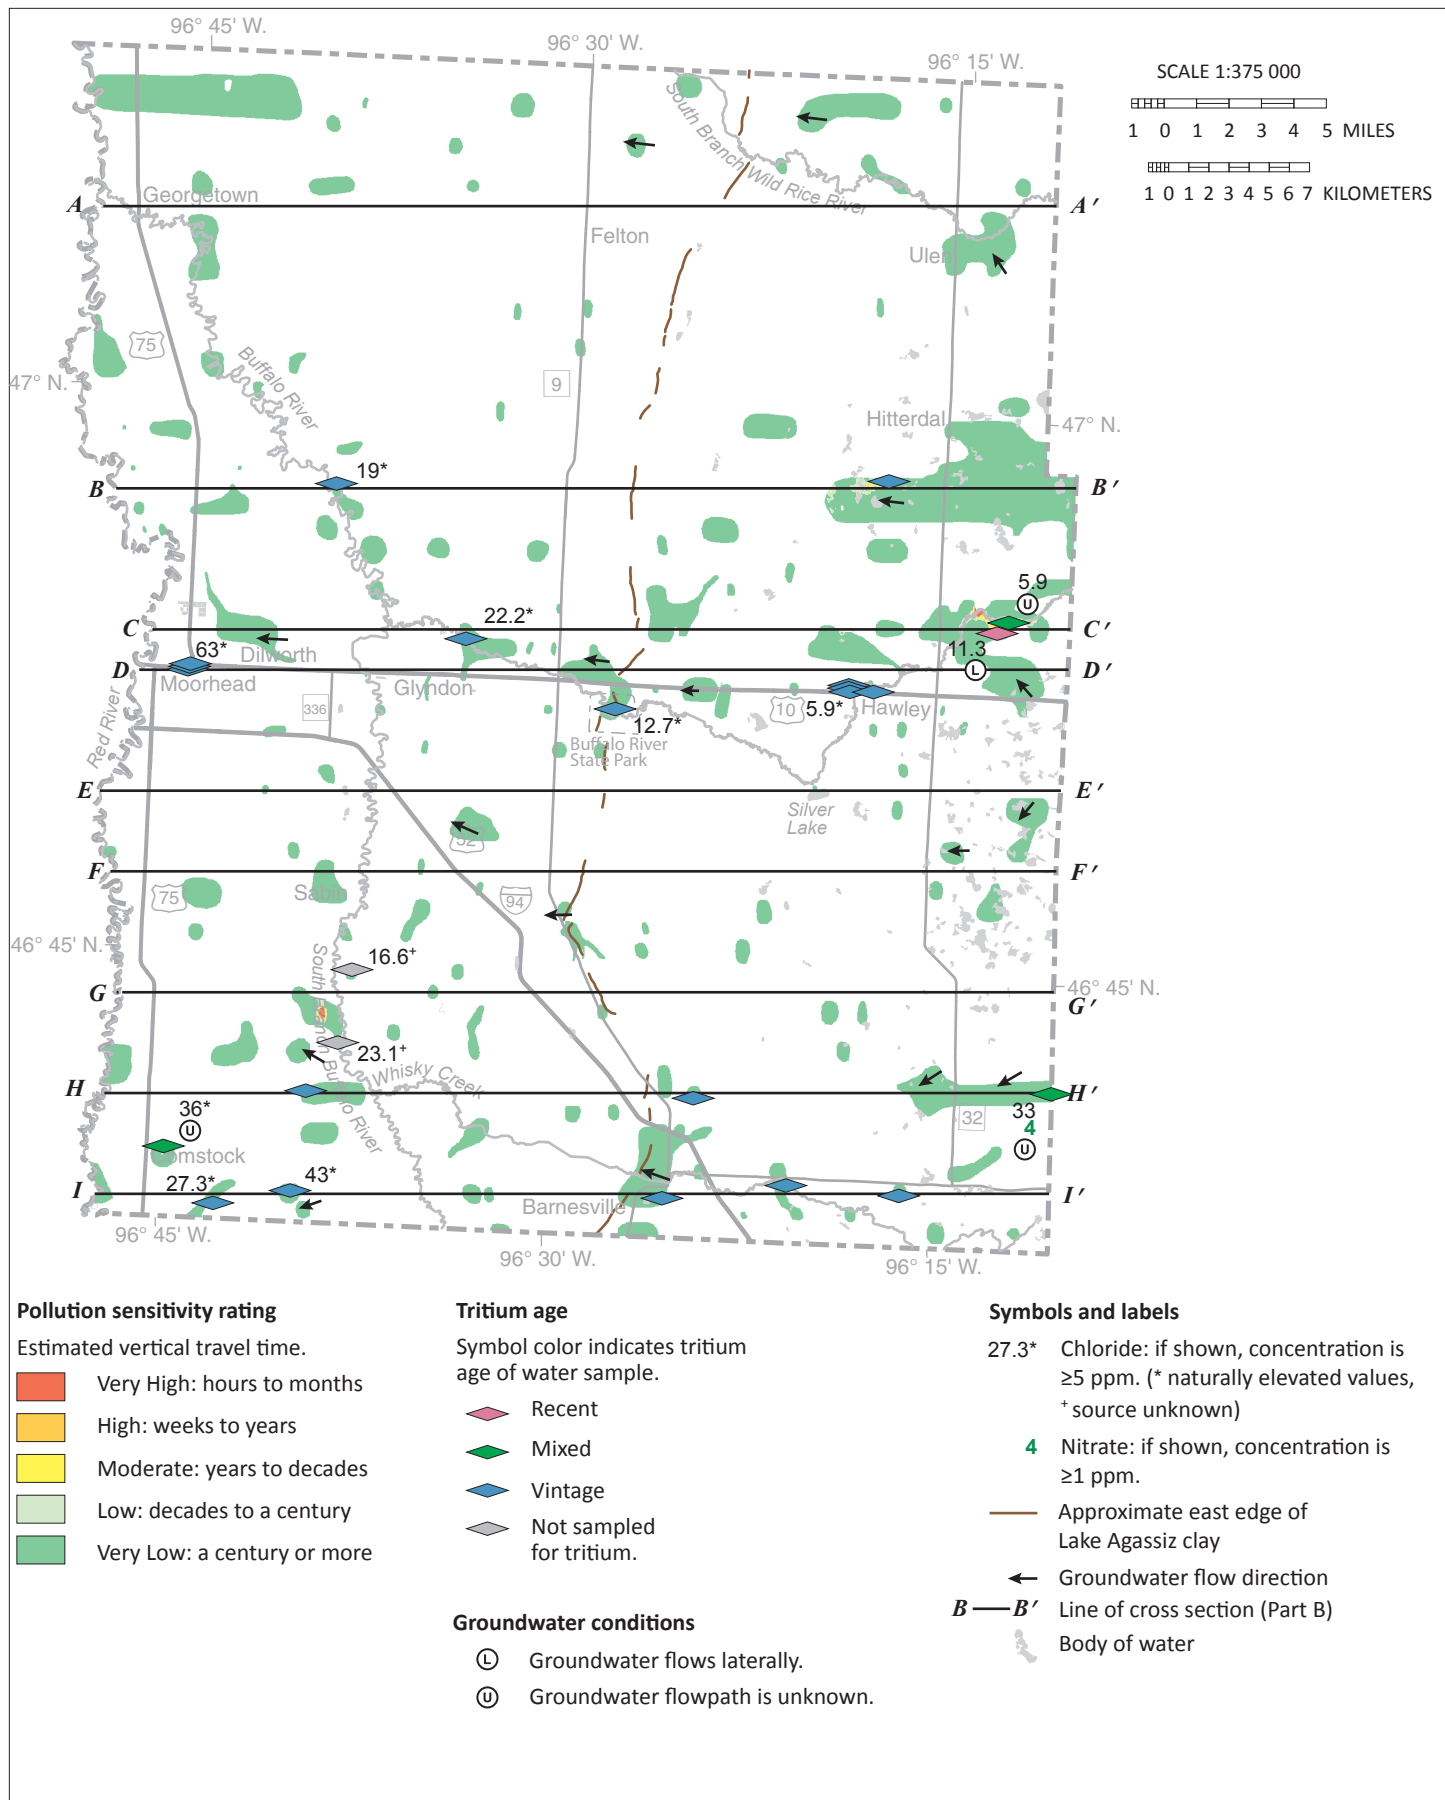 96° 45' W.
96° 30' W.
96° 15' W.
SCALE 1:375 000
1 0 1 2 3 4 5 MILES
1 0 1 2 3 4 5 6 7 KILOMETERS
South Branch Wild Rice River
Georgetown
A A′
Felton
Ulen
75
Buffalo River
47° N.
9
Hitterdal
47° N.
19*
B B′
5.9
U
22.2*
C C′
63*
Dilworth
11.3
D L D′
Moorhead
Glyndon
336
10
5.9*
Hawley
12.7*
Red River
Buffalo River
State Park
E E′
Silver
Lake
52
F F′
75
Sabin
94
46° 45' N.
16.6⁺
South Branch Buffalo River
G G′
46° 45' N.
23.1⁺
Whisky Creek
H H′
36*
U
33
32
4
U
Comstock
27.3*
43*
I I′
Barnesville
96° 45' W.
96° 30' W.
96° 15' W.
Pollution sensitivity rating
Estimated vertical travel time.
Very High: hours to months
High: weeks to years
Moderate: years to decades
Low: decades to a century
Very Low: a century or more
Tritium age
Symbol color indicates tritium
age of water sample.
Recent
Mixed
Vintage
Not sampled
for tritium.
Groundwater conditions
L Groundwater flows laterally.
U Groundwater flowpath is unknown.
Symbols and labels
27.3* Chloride: if shown, concentration is
≥5 ppm. (* naturally elevated values,
⁺ source unknown)
4 Nitrate: if shown, concentration is
≥1 ppm.
Approximate east edge of
Lake Agassiz clay
Groundwater flow direction
B B′ Line of cross section (Part B)
Body of water